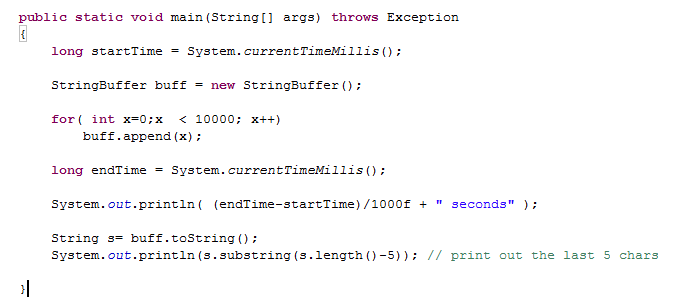 public static void main(String[] args) throws Exception
{
long startTime = System.currentTimeMillis();
StringBuffer buff = new StringBuffer();
for( int x=0;x  < 10000; x++)
buff.append(x);
long endTime = System.currentTimeMillis();
System.out.println( (endTime-startTime)/1000f + " seconds" );
String s= buff.toString();
System.out.println(s.substring(s.length()-5)); // print out the last 5 chars
}